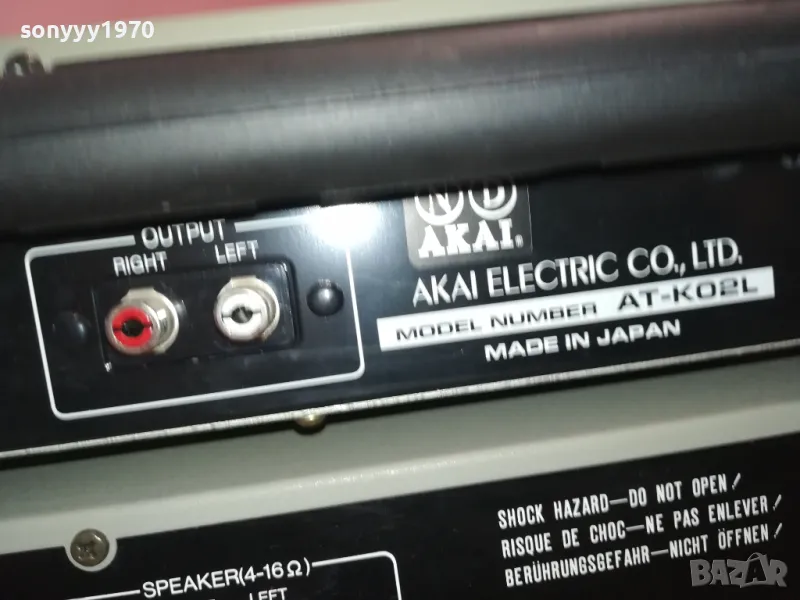 sonyyy1970
OUTPUT
RIGHT LEFT
AKAI
AKAI ELECTRIC CO., LTD.
MODEL NUMBER AT-K02L
MADE IN JAPAN
SHOCK HAZARD—DO NOT OPEN!
RISQUE DE CHOC—NE PAS ENLEVER!
BERÜHRUNGSGEFAHR—NICHT ÖFFNEN!
SPEAKER(4-16Ω)
LEFT
BAZAR